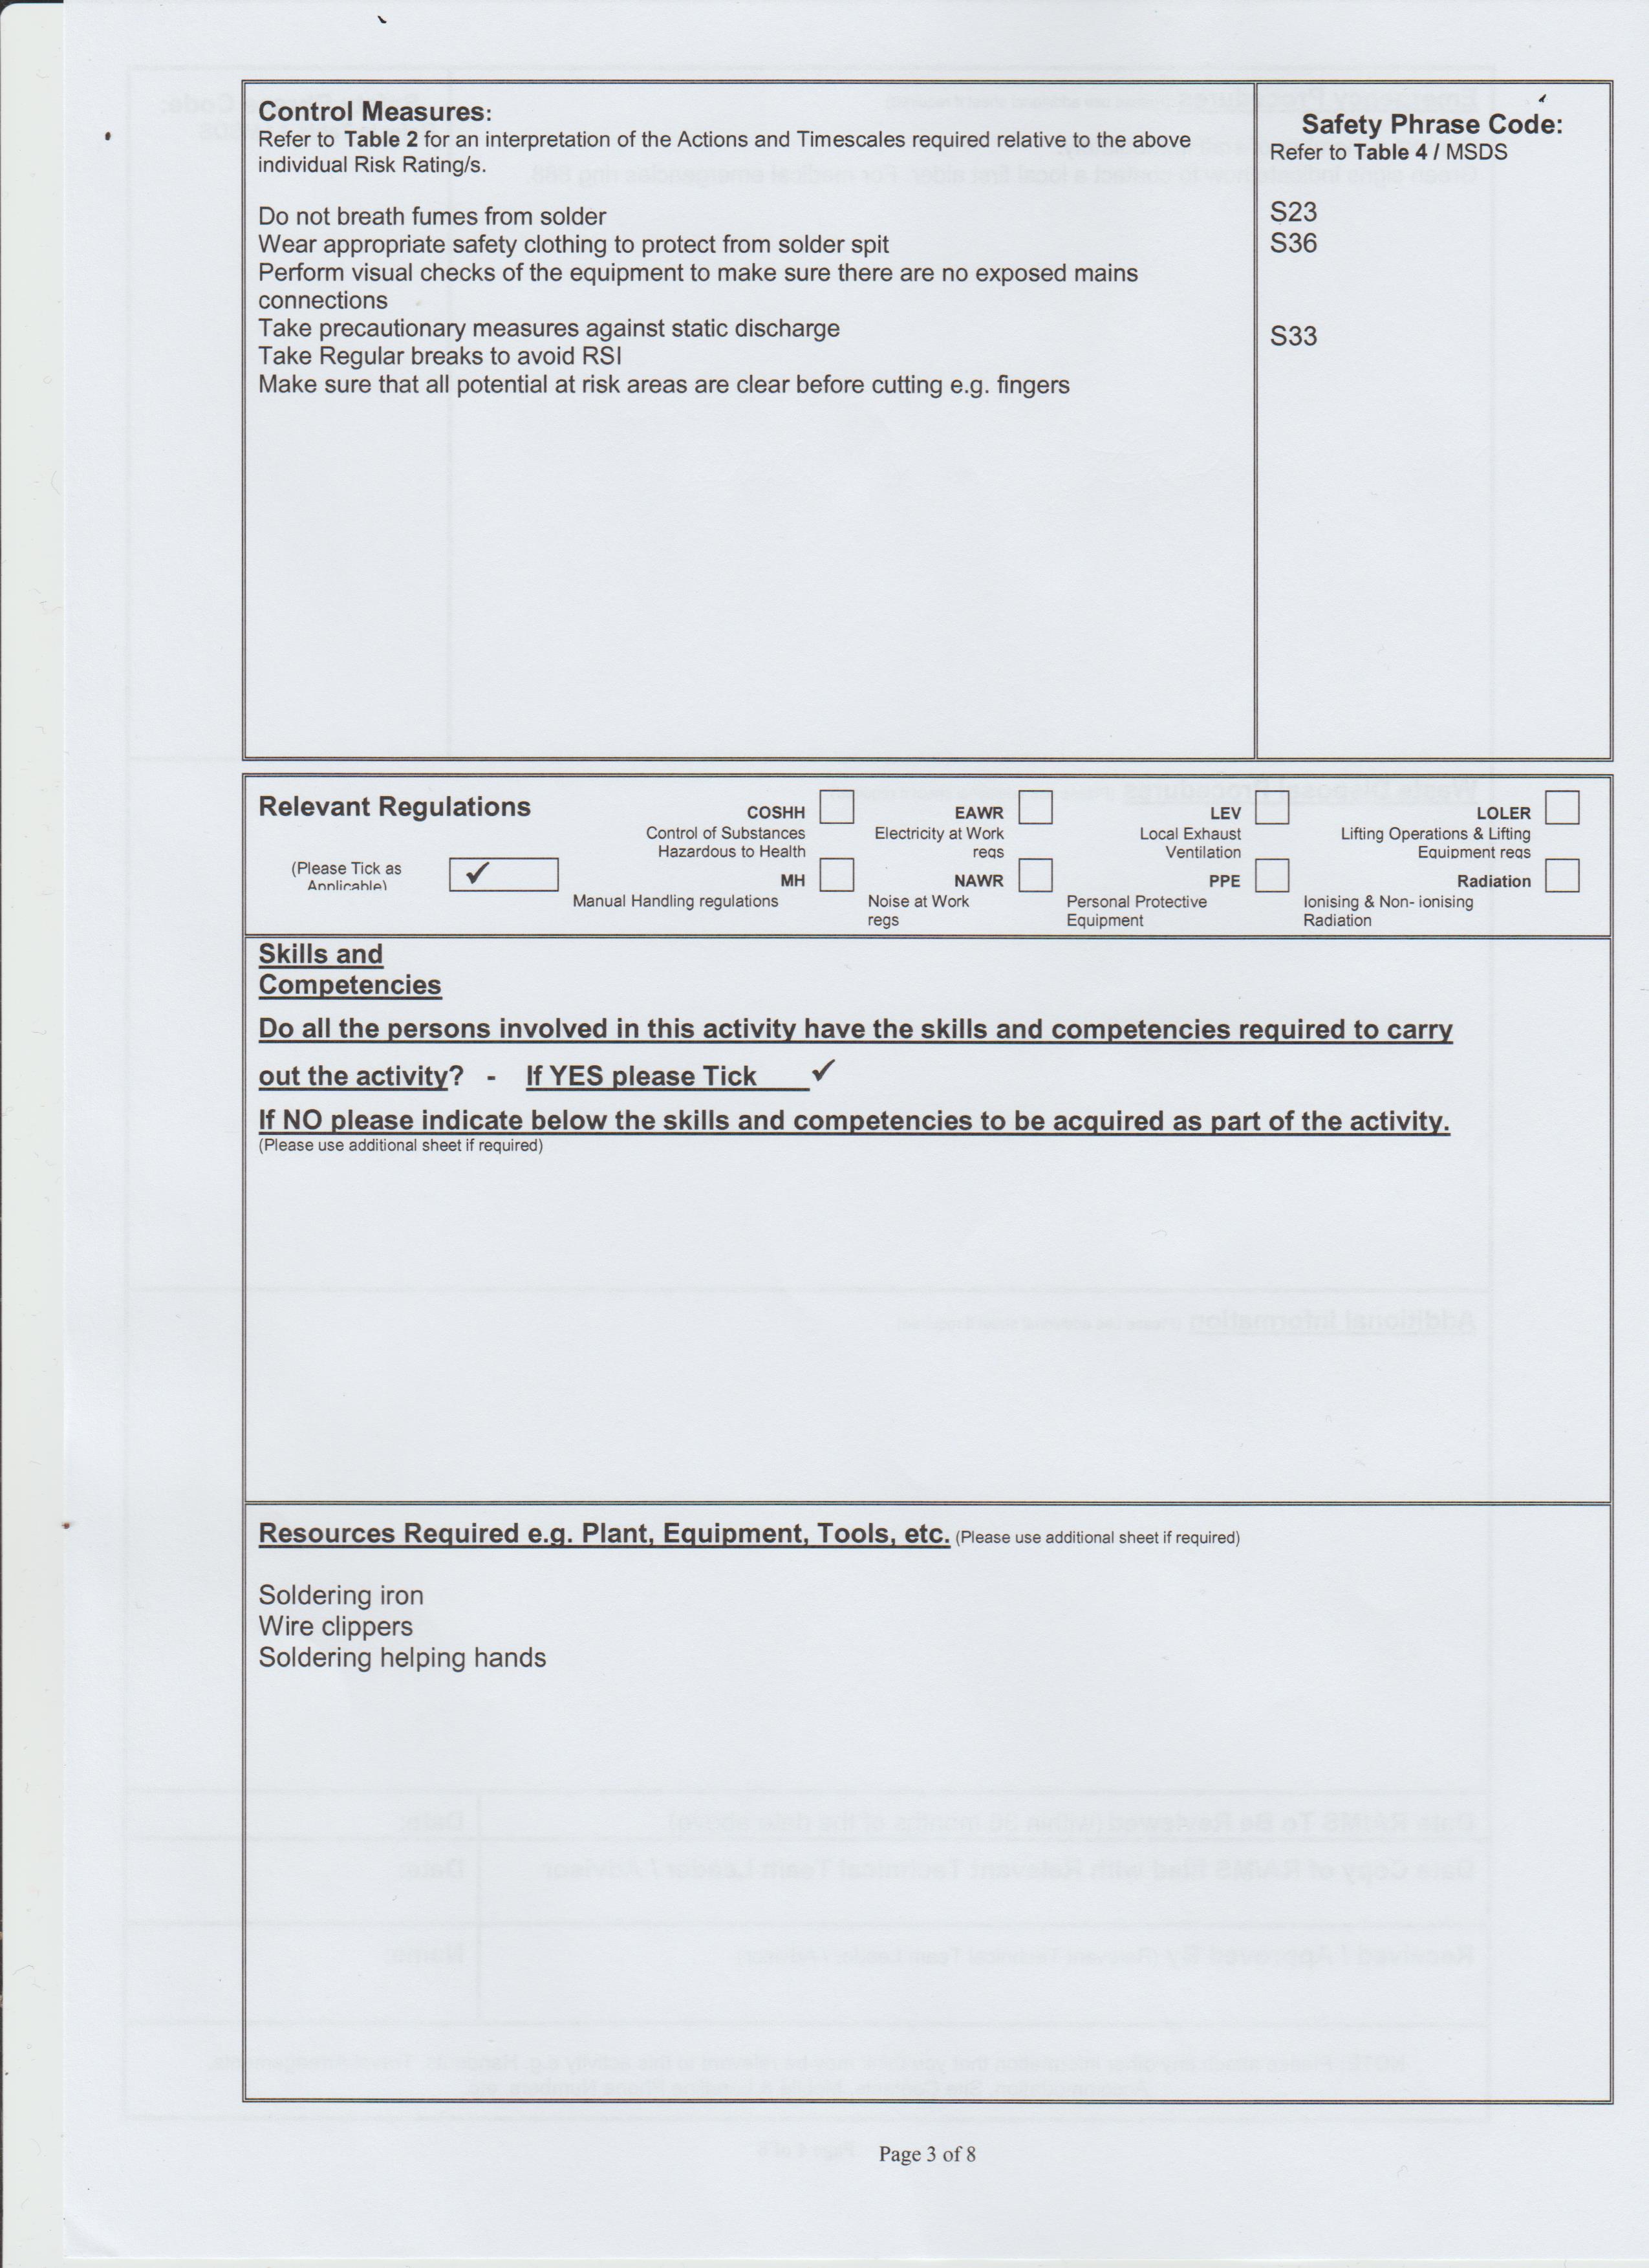 Control Measures:
Refer to Table 2 for an interpretation of the Actions and Timescales required relative to the above
individual Risk Rating/s.
Do not breath fumes from solder
Wear appropriate safety clothing to protect from solder spit
Perform visual checks of the equipment to make sure there are no exposed mains
connections
Take precautionary measures against static discharge
Take Regular breaks to avoid RSI
Make sure that all potential at risk areas are clear before cutting e.g. fingers
Safety Phrase Code:
Refer to Table 4 / MSDS
S23
S36
S33
Relevant Regulations
(Please Tick as
Applicable)
✓
COSHH
Control of Substances
Hazardous to Health
EAWR
Electricity at Work
regs
LEV
Local Exhaust
Ventilation
LOLER
Lifting Operations & Lifting
Equipment regs
MH
Manual Handling regulations
NAWR
Noise at Work
regs
PPE
Personal Protective
Equipment
Radiation
Ionising & Non- ionising
Radiation
Skills and
Competencies
Do all the persons involved in this activity have the skills and competencies required to carry
out the activity? - If YES please Tick ✓
If NO please indicate below the skills and competencies to be acquired as part of the activity.
(Please use additional sheet if required)
Resources Required e.g. Plant, Equipment, Tools, etc. (Please use additional sheet if required)
Soldering iron
Wire clippers
Soldering helping hands
Page 3 of 8